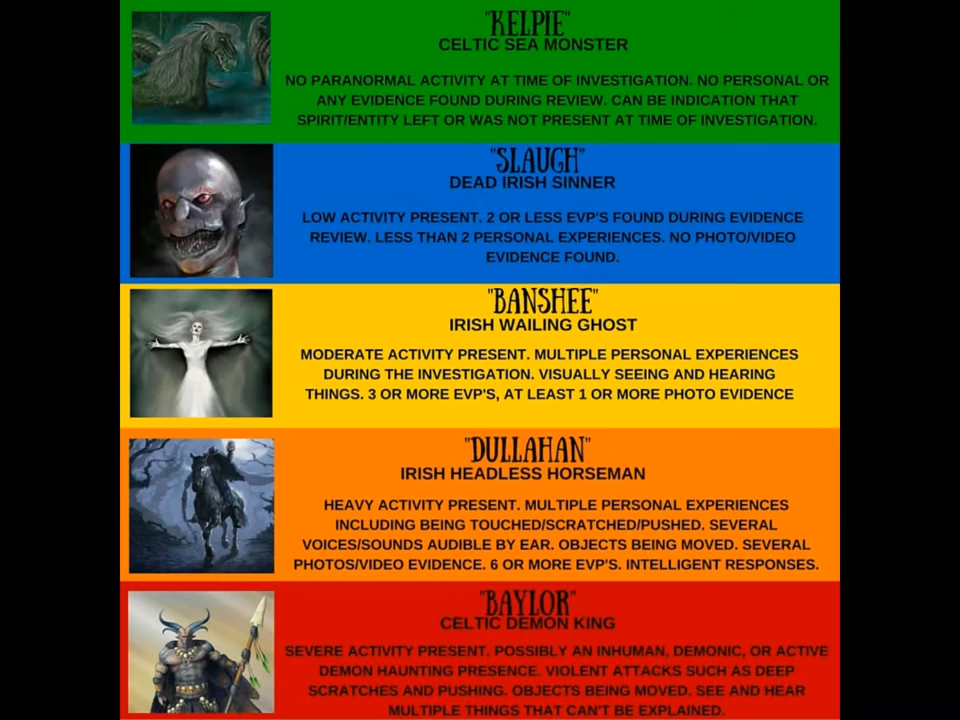 "KELPIE"
CELTIC SEA MONSTER
NO PARANORMAL ACTIVITY AT TIME OF INVESTIGATION. NO PERSONAL OR
ANY EVIDENCE FOUND DURING REVIEW. CAN BE INDICATION THAT
SPIRIT/ENTITY LEFT OR WAS NOT PRESENT AT TIME OF INVESTIGATION.
"SLAUGH"
DEAD IRISH SINNER
LOW ACTIVITY PRESENT. 2 OR LESS EVP'S FOUND DURING EVIDENCE
REVIEW. LESS THAN 2 PERSONAL EXPERIENCES. NO PHOTO/VIDEO
EVIDENCE FOUND.
"BANSHEE"
IRISH WAILING GHOST
MODERATE ACTIVITY PRESENT. MULTIPLE PERSONAL EXPERIENCES
DURING THE INVESTIGATION. VISUALLY SEEING AND HEARING
THINGS. 3 OR MORE EVP'S, AT LEAST 1 OR MORE PHOTO EVIDENCE
"DULLAHAN"
IRISH HEADLESS HORSEMAN
HEAVY ACTIVITY PRESENT. MULTIPLE PERSONAL EXPERIENCES
INCLUDING BEING TOUCHED/SCRATCHED/PUSHED. SEVERAL
VOICES/SOUNDS AUDIBLE BY EAR. OBJECTS BEING MOVED. SEVERAL
PHOTOS/VIDEO EVIDENCE. 6 OR MORE EVP'S. INTELLIGENT RESPONSES.
"BAYLOR"
CELTIC DEMON KING
SEVERE ACTIVITY PRESENT. POSSIBLY AN INHUMAN, DEMONIC, OR ACTIVE
DEMON HAUNTING PRESENCE. VIOLENT ATTACKS SUCH AS DEEP
SCRATCHES AND PUSHING. OBJECTS BEING MOVED. SEE AND HEAR
MULTIPLE THINGS THAT CAN'T BE EXPLAINED.